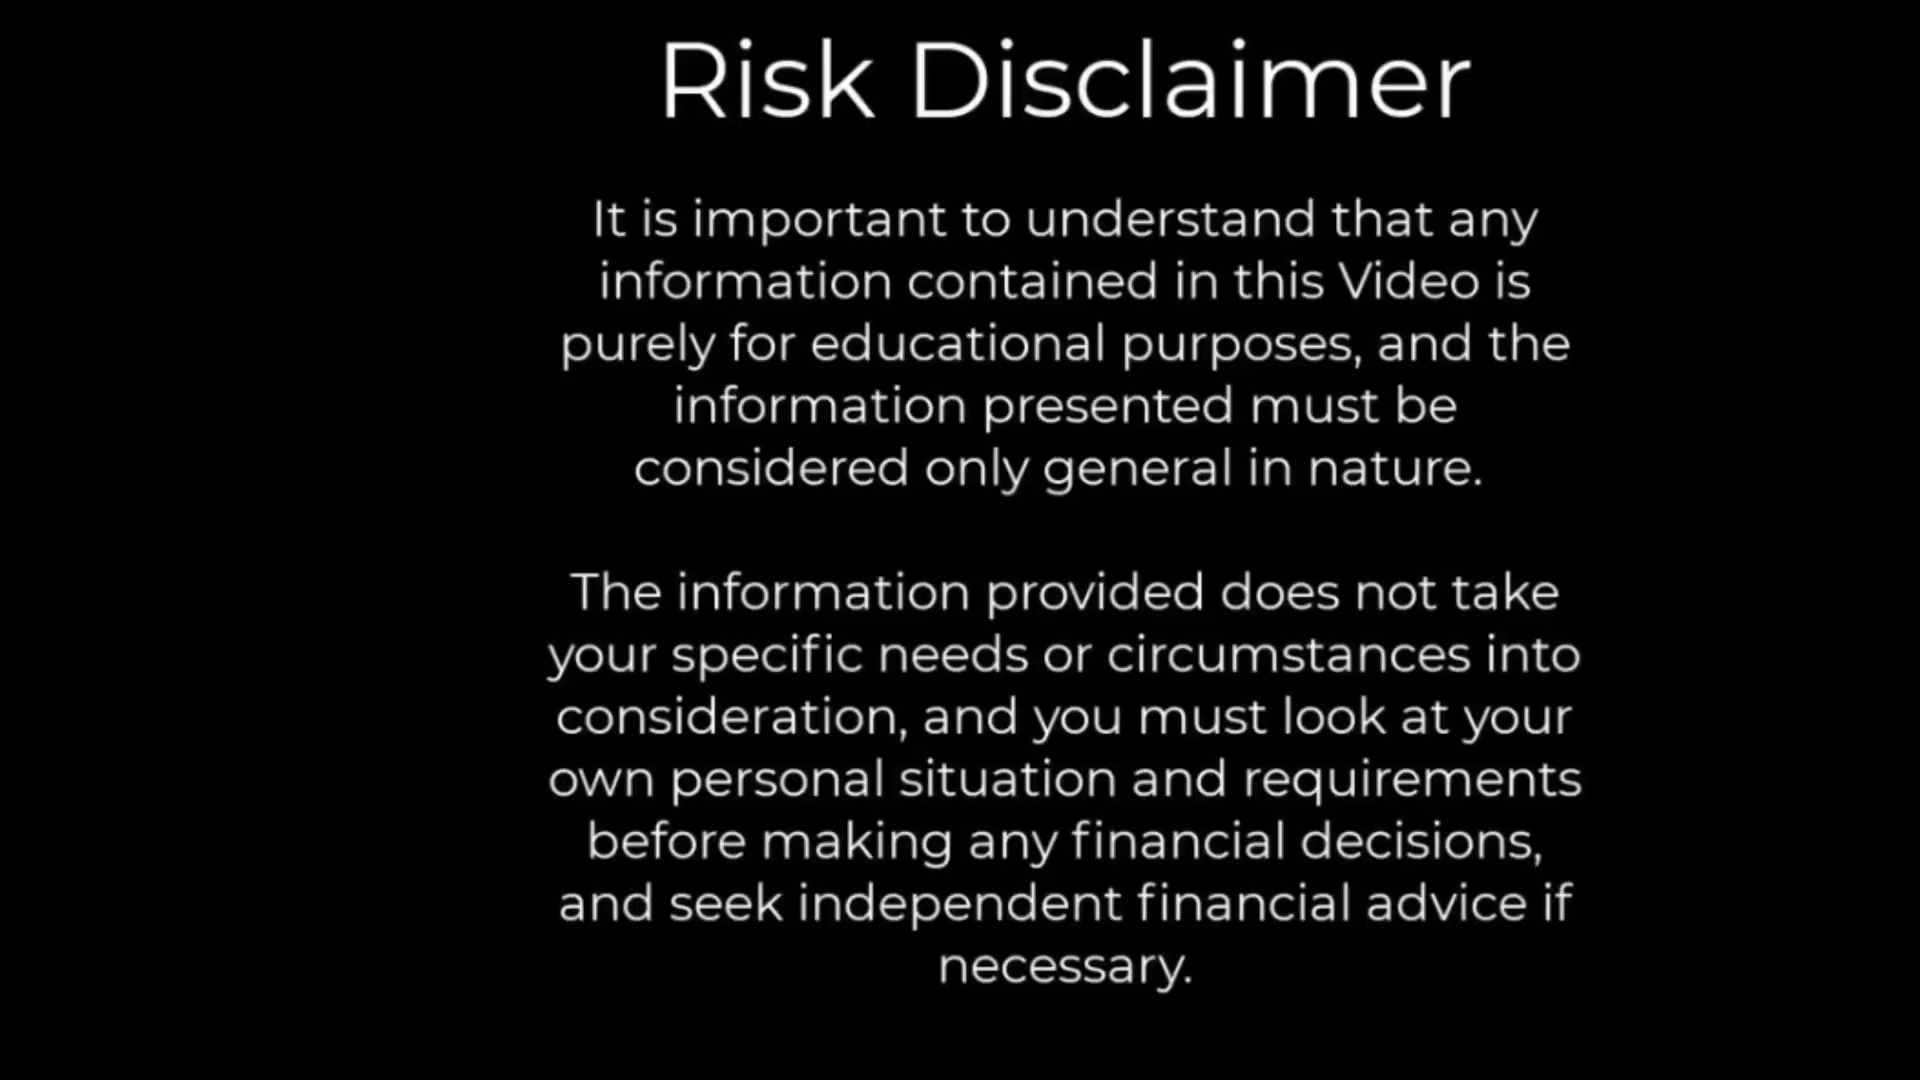 Risk Disclaimer
It is important to understand that any
information contained in this Video is
purely for educational purposes, and the
information presented must be
considered only general in nature.
The information provided does not take
your specific needs or circumstances into
consideration, and you must look at your
own personal situation and requirements
before making any financial decisions,
and seek independent financial advice if
necessary.